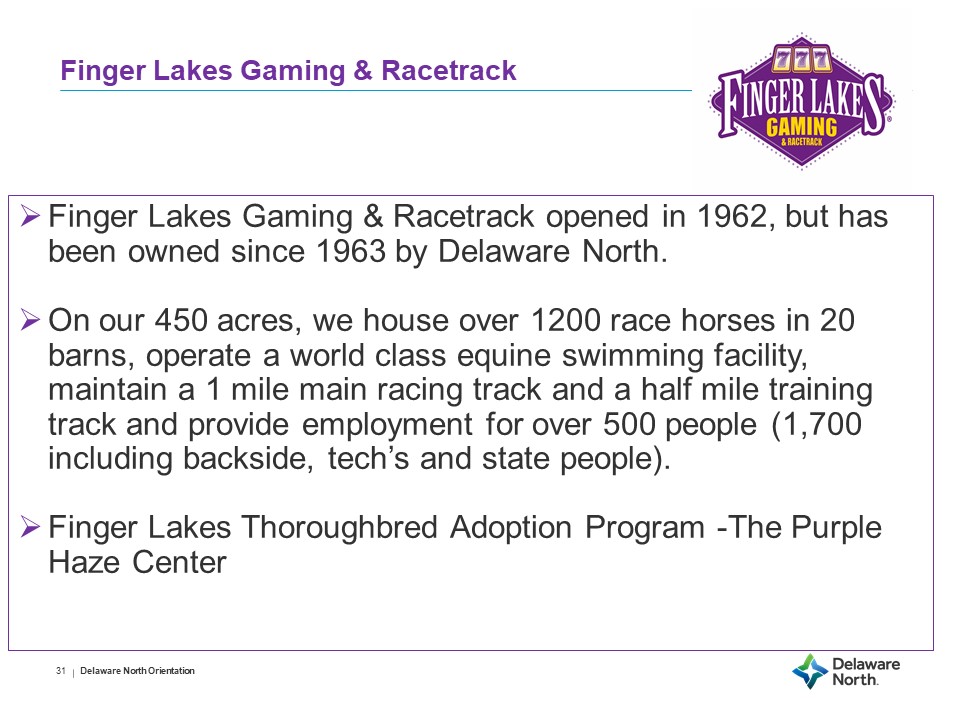 Finger Lakes Gaming & Racetrack
777
FINGER LAKES®
GAMING
& RACETRACK
➢ Finger Lakes Gaming & Racetrack opened in 1962, but has
been owned since 1963 by Delaware North.
➢ On our 450 acres, we house over 1200 race horses in 20
barns, operate a world class equine swimming facility,
maintain a 1 mile main racing track and a half mile training
track and provide employment for over 500 people (1,700
including backside, tech’s and state people).
➢ Finger Lakes Thoroughbred Adoption Program -The Purple
Haze Center
31 | Delaware North Orientation
Delaware
North.